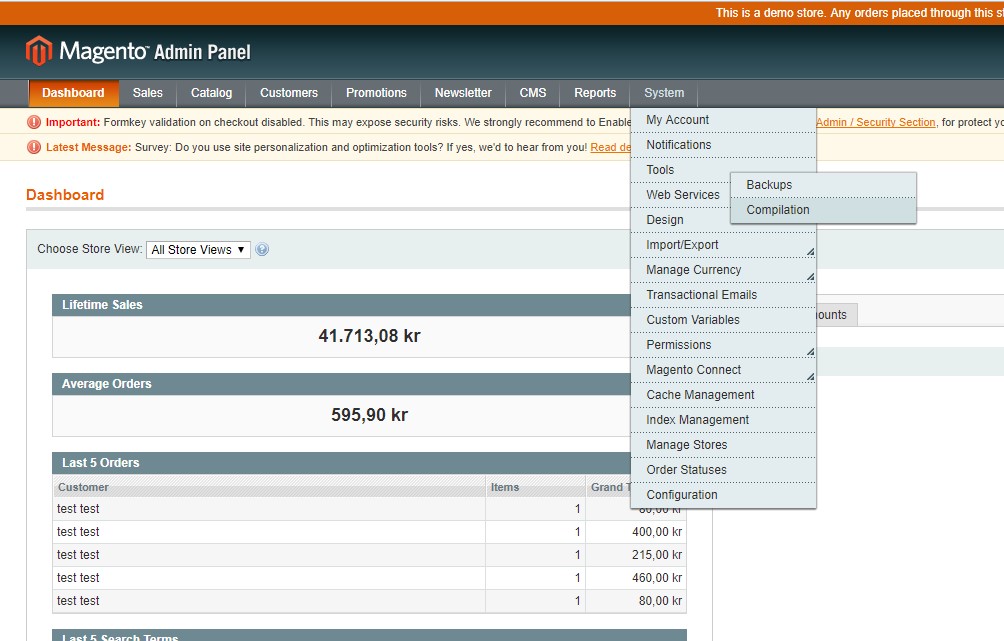 This is a demo store. Any orders placed through this st
Magento Admin Panel
Dashboard Sales Catalog Customers Promotions Newsletter CMS Reports System
Important: Formkey validation on checkout disabled. This may expose security risks. We strongly recommend to Enable Admin / Security Section, for protect yo
Latest Message: Survey: Do you use site personalization and optimization tools? If yes, we'd to hear from you! Read de
My Account
Notifications
Tools
Web Services
Design
Import/Export
Manage Currency
Transactional Emails
Custom Variables
Permissions
Magento Connect
Cache Management
Index Management
Manage Stores
Order Statuses
Configuration
Backups
Compilation
Dashboard
Choose Store View: All Store Views
Lifetime Sales
41.713,08 kr
Average Orders
595,90 kr
ounts
Last 5 Orders
Customer Items Grand T
test test 1 80,00 kr
test test 1 400,00 kr
test test 1 215,00 kr
test test 1 460,00 kr
test test 1 80,00 kr
Last 5 Search Terms